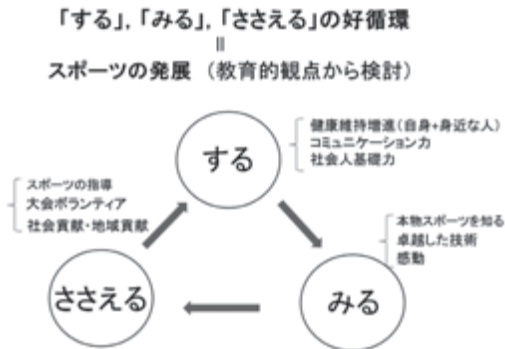 「する」,「みる」,「ささえる」の好循環
||
スポーツの発展 （教育的観点から検討）
する
健康維持増進（自身+身近な人）
コミュニケーション力
社会人基礎力
スポーツの指導
大会ボランティア
社会貢献・地域貢献
本物スポーツを知る
卓越した技術
感動
ささえる
みる